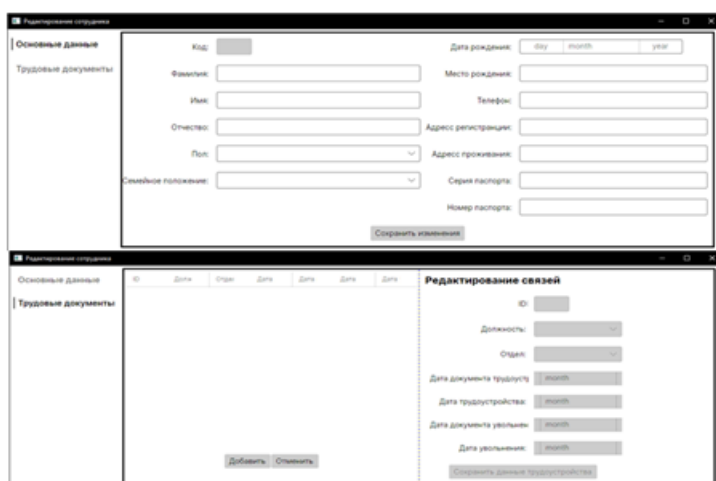 Редактирование сотрудника
Основные данные
Трудовые документы
Код:
Фамилия:
Имя:
Отчество:
Пол:
Семейное положение:
Дата рождения: day month year
Место рождения:
Телефон:
Адресс регистрации:
Адресс проживания:
Серия паспорта:
Номер паспорта:
Сохранить изменения
Редактирование сотрудника
Основные данные
Трудовые документы
ID Долж Отдел Дата Дата Дата Дата
Добавить Отменить
Редактирование связей
ID:
Должность:
Отдел:
Дата документа трудоустр month
Дата трудоустройства: month
Дата документа увольнен month
Дата увольнения: month
Сохранить данные трудоустройства